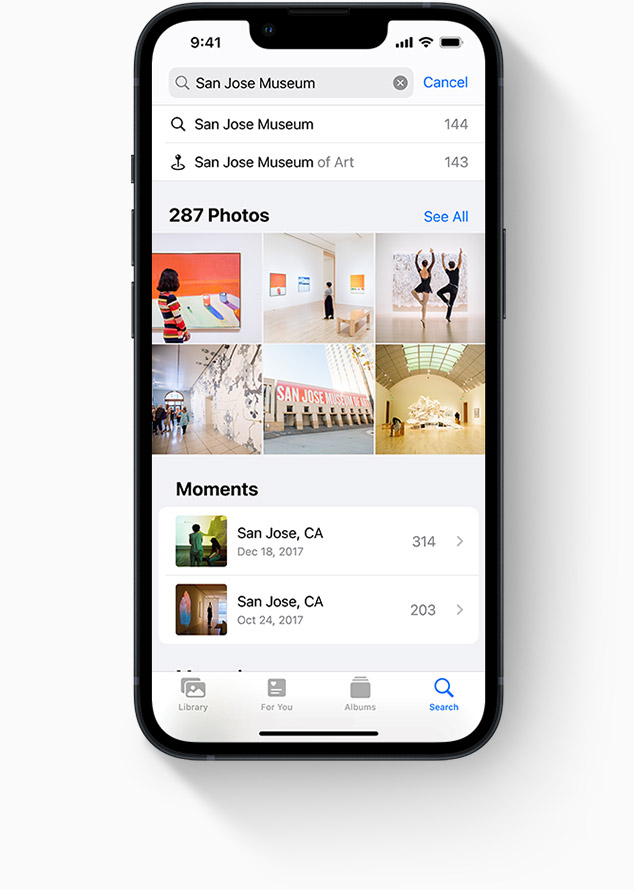 9:41
San Jose Museum
Cancel
San Jose Museum 144
San Jose Museum of Art 143
287 Photos See All
SAN JOSE MUSEUM OF
Moments
San Jose, CA
Dec 18, 2017
314
San Jose, CA
Oct 24, 2017
203
Library For You Albums Search